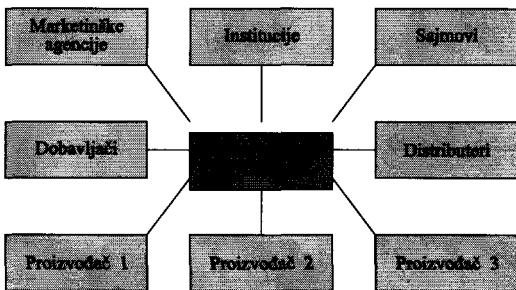 Marketinške
agencije
Institucije
Sajmovi
Dobavljači
Distributeri
Proizvođač 1
Proizvođač 2
Proizvođač 3